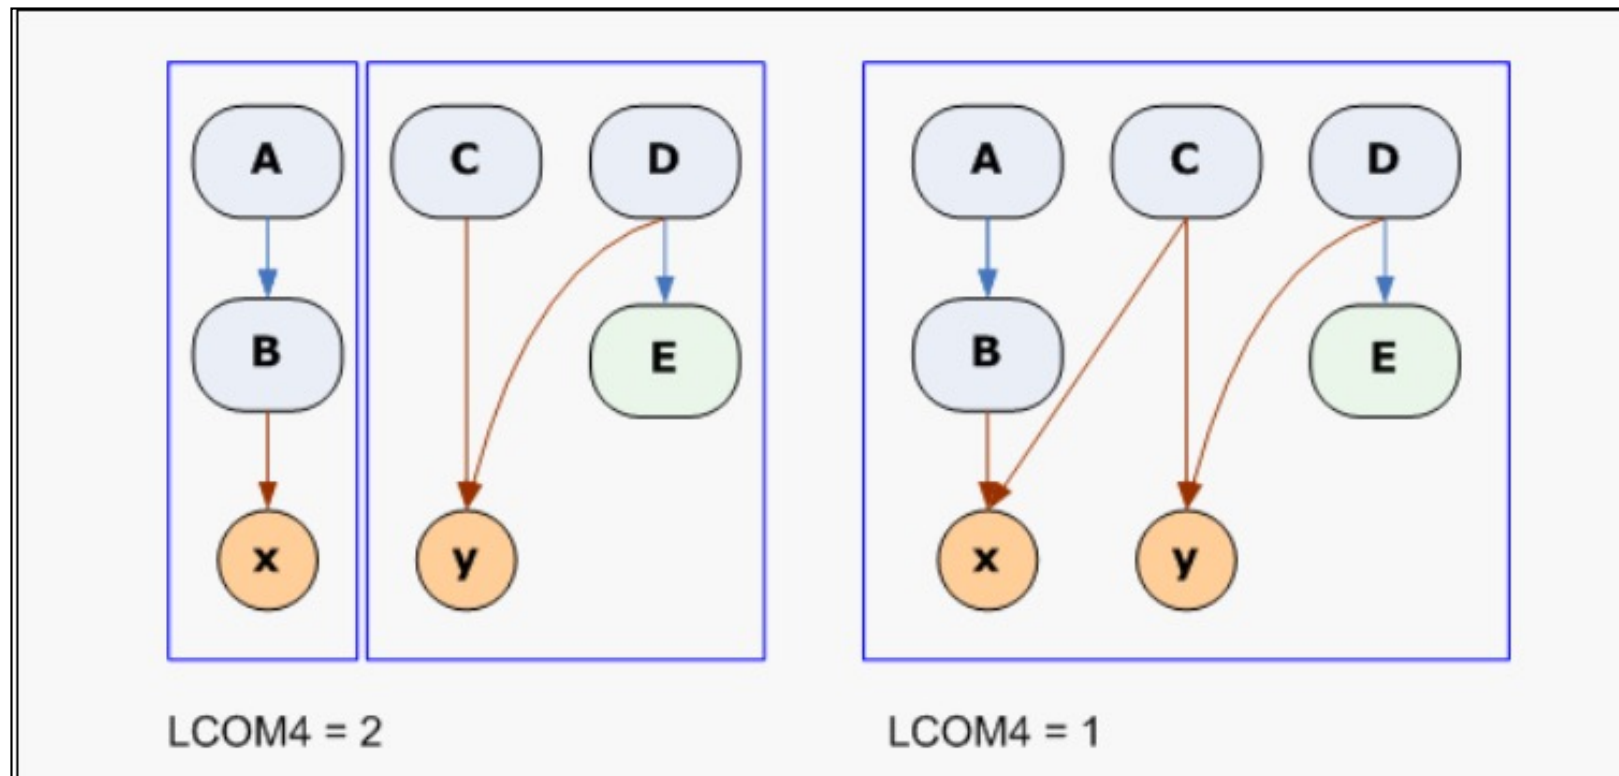 A C D A C D
B E B E
x y x y
LCOM4 = 2 LCOM4 = 1